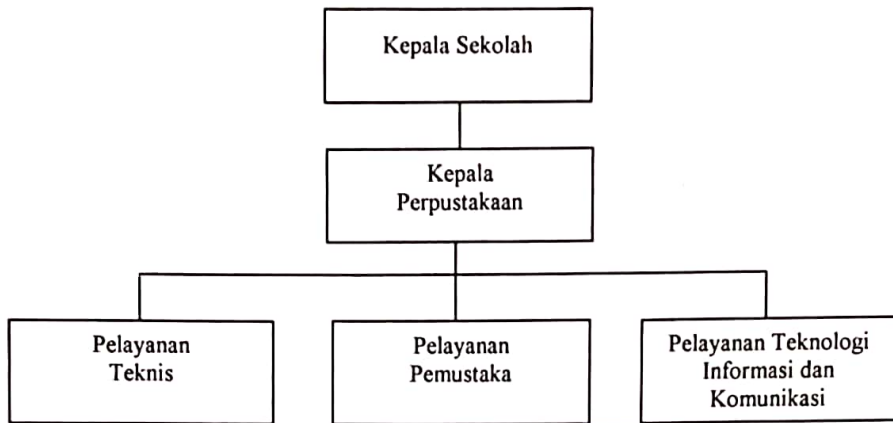 Kepala Sekolah
Kepala
Perpustakaan
Pelayanan
Teknis
Pelayanan
Pemustaka
Pelayanan Teknologi
Informasi dan
Komunikasi